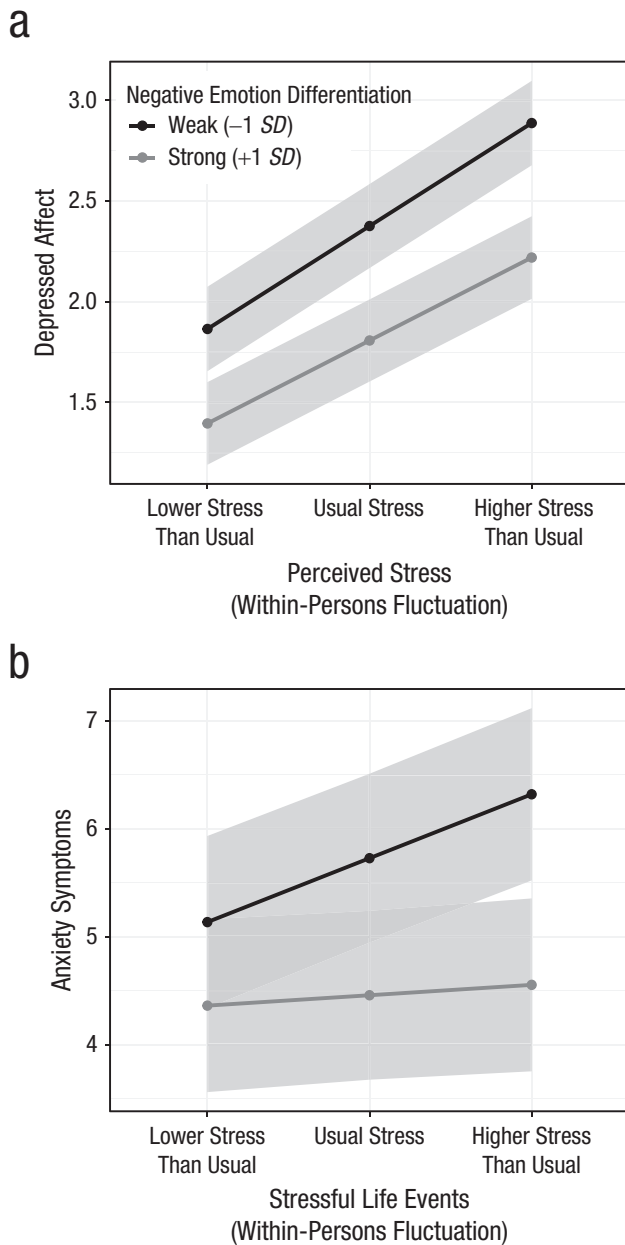 a
Negative Emotion Differentiation
Weak (–1 SD)
Strong (+1 SD)
3.0
2.5
2.0
1.5
Depressed Affect
Lower Stress
Than Usual
Usual Stress
Higher Stress
Than Usual
Perceived Stress
(Within-Persons Fluctuation)
b
7
6
5
4
Anxiety Symptoms
Lower Stress
Than Usual
Usual Stress
Higher Stress
Than Usual
Stressful Life Events
(Within-Persons Fluctuation)